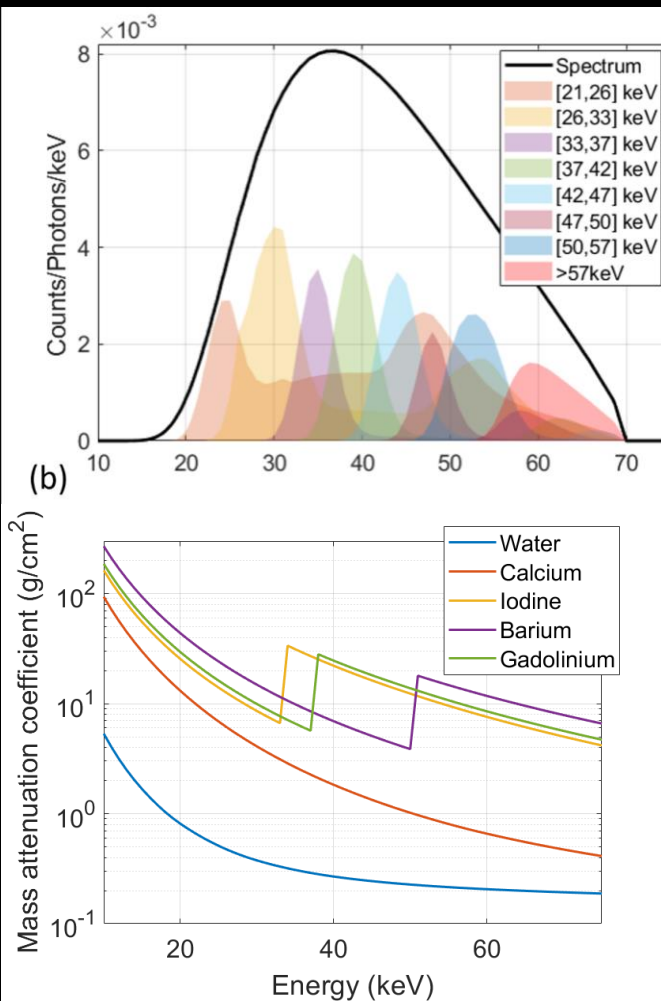 ×10⁻³
8
6
4
2
0
Counts/Photons/keV
Spectrum
[21,26] keV
[26,33] keV
[33,37] keV
[37,42] keV
[42,47] keV
[47,50] keV
[50,57] keV
>57keV
10 20 30 40 50 60 70
(b)
Mass attenuation coefficient (g/cm²)
10²
10¹
10⁰
10⁻¹
Water
Calcium
Iodine
Barium
Gadolinium
20 40 60
Energy (keV)